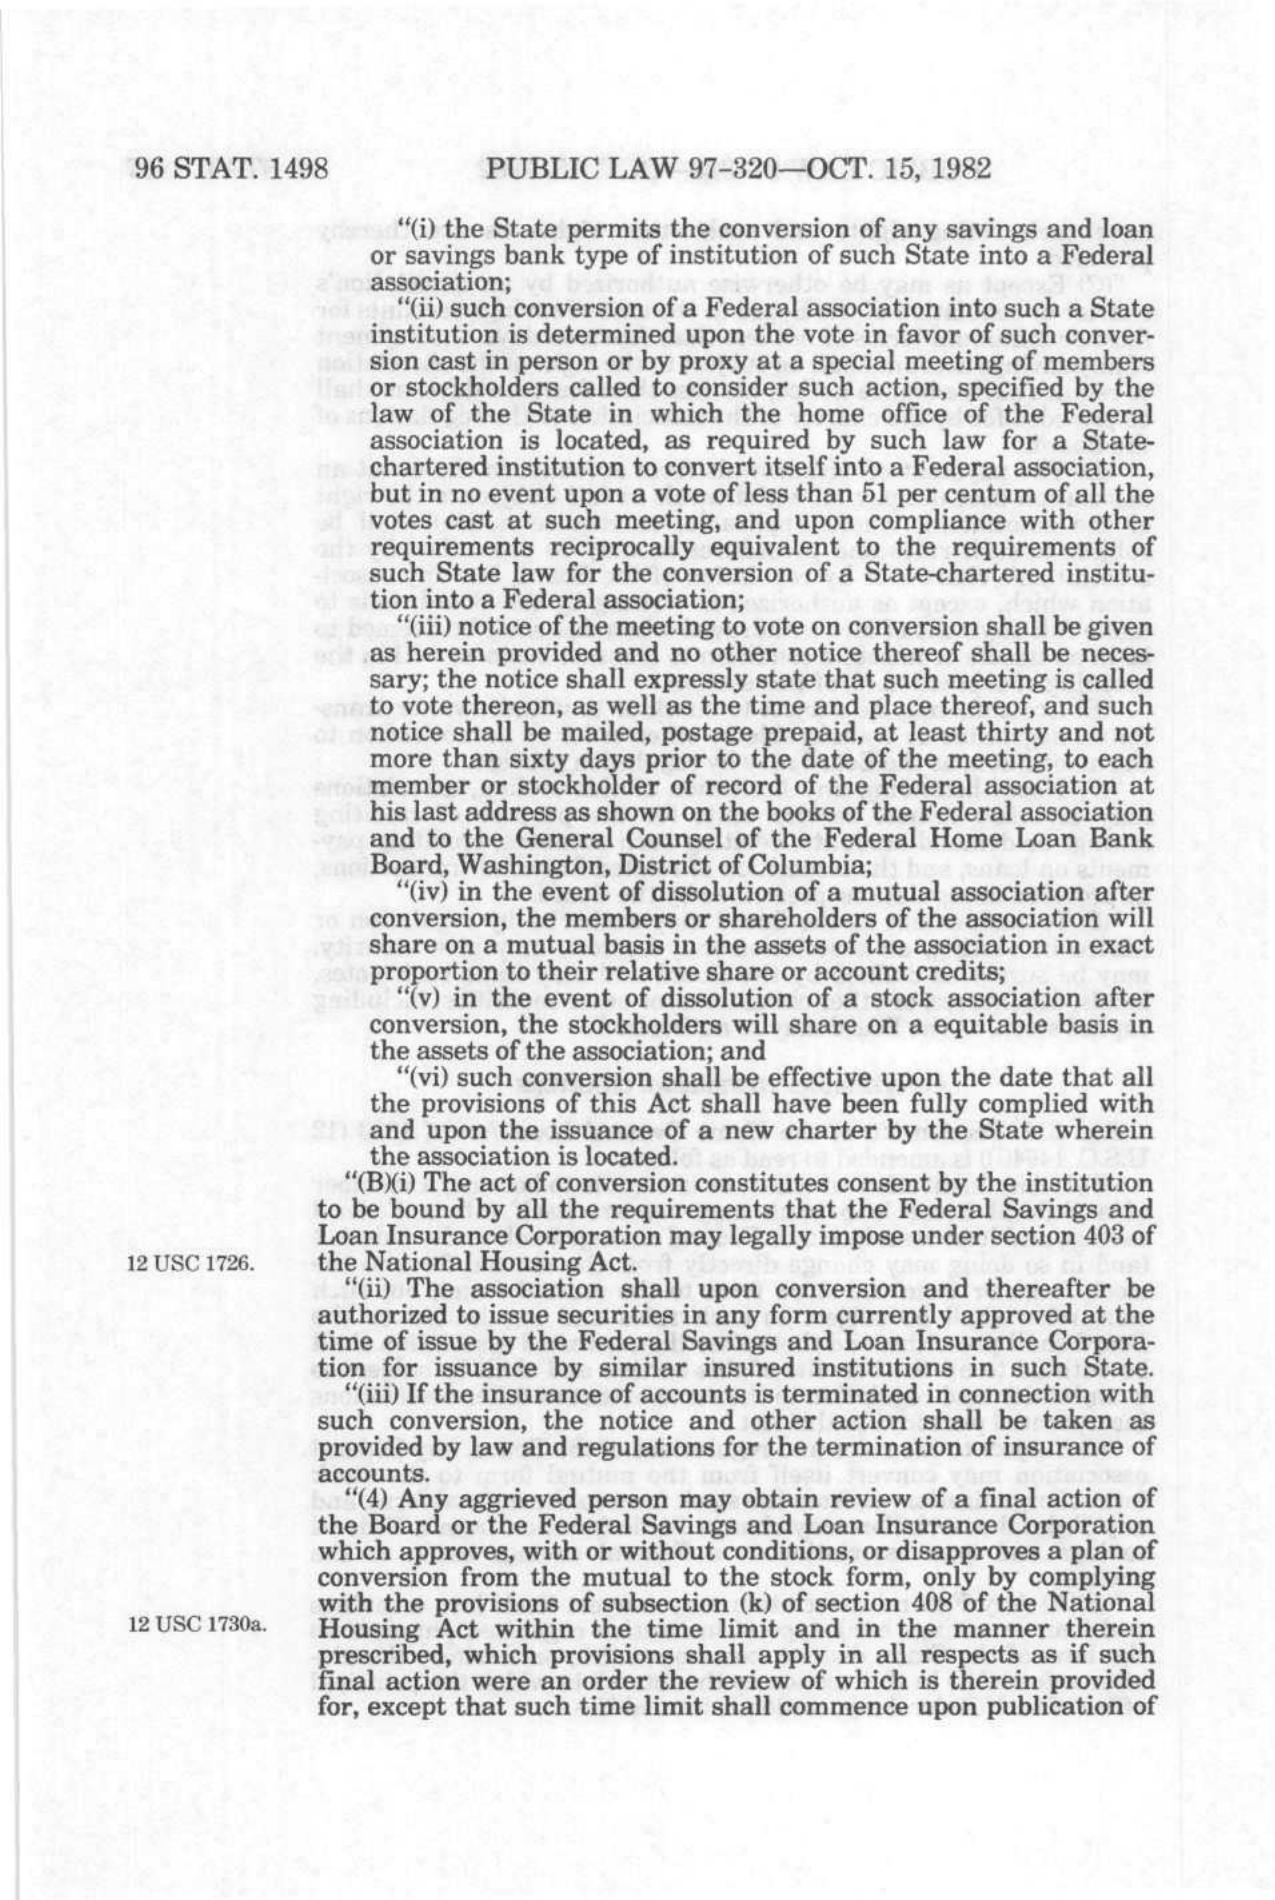 96 STAT. 1498 PUBLIC LAW 97-320—OCT. 15, 1982
"(i) the State permits the conversion of any savings and loan
or savings bank type of institution of such State into a Federal
association;
"(ii) such conversion of a Federal association into such a State
institution is determined upon the vote in favor of such conver-
sion cast in person or by proxy at a special meeting of members
or stockholders called to consider such action, specified by the
law of the State in which the home office of the Federal
association is located, as required by such law for a State-
chartered institution to convert itself into a Federal association,
but in no event upon a vote of less than 51 per centum of all the
votes cast at such meeting, and upon compliance with other
requirements reciprocally equivalent to the requirements of
such State law for the conversion of a State-chartered institu-
tion into a Federal association;
"(iii) notice of the meeting to vote on conversion shall be given
as herein provided and no other notice thereof shall be neces-
sary; the notice shall expressly state that such meeting is called
to vote thereon, as well as the time and place thereof, and such
notice shall be mailed, postage prepaid, at least thirty and not
more than sixty days prior to the date of the meeting, to each
member or stockholder of record of the Federal association at
his last address as shown on the books of the Federal association
and to the General Counsel of the Federal Home Loan Bank
Board, Washington, District of Columbia;
"(iv) in the event of dissolution of a mutual association after
conversion, the members or shareholders of the association will
share on a mutual basis in the assets of the association in exact
proportion to their relative share or account credits;
"(v) in the event of dissolution of a stock association after
conversion, the stockholders will share on a equitable basis in
the assets of the association; and
"(vi) such conversion shall be effective upon the date that all
the provisions of this Act shall have been fully complied with
and upon the issuance of a new charter by the State wherein
the association is located.
"(B)(i) The act of conversion constitutes consent by the institution
to be bound by all the requirements that the Federal Savings and
Loan Insurance Corporation may legally impose under section 403 of
12 USC 1726. the National Housing Act.
"(ii) The association shall upon conversion and thereafter be
authorized to issue securities in any form currently approved at the
time of issue by the Federal Savings and Loan Insurance Corpora-
tion for issuance by similar insured institutions in such State.
"(iii) If the insurance of accounts is terminated in connection with
such conversion, the notice and other action shall be taken as
provided by law and regulations for the termination of insurance of
accounts.
"(4) Any aggrieved person may obtain review of a final action of
the Board or the Federal Savings and Loan Insurance Corporation
which approves, with or without conditions, or disapproves a plan of
conversion from the mutual to the stock form, only by complying
with the provisions of subsection (k) of section 408 of the National
12 USC 1730a. Housing Act within the time limit and in the manner therein
prescribed, which provisions shall apply in all respects as if such
final action were an order the review of which is therein provided
for, except that such time limit shall commence upon publication of